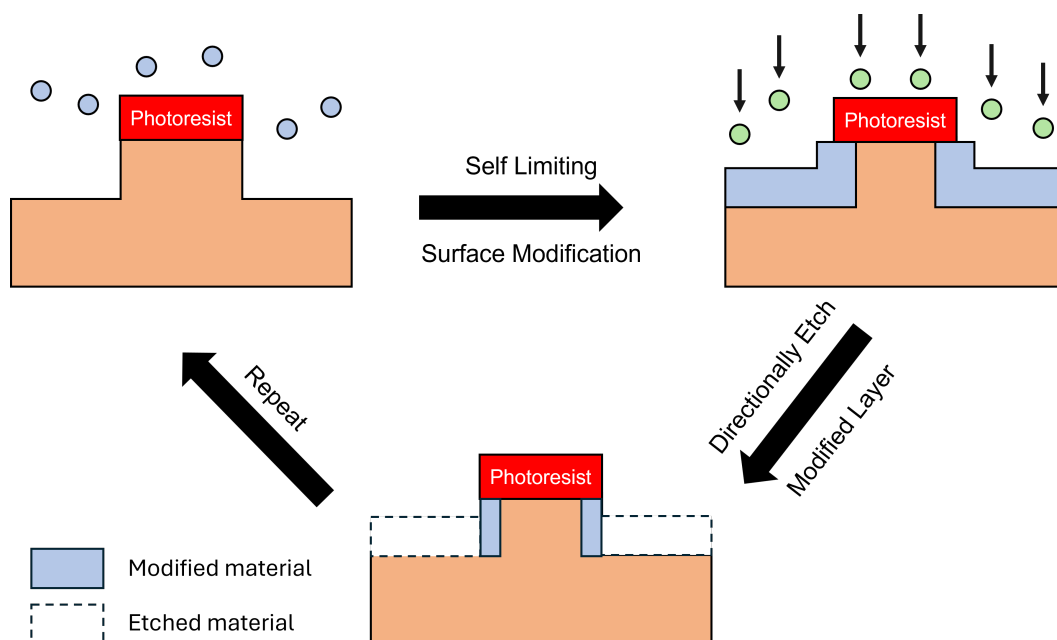 Photoresist
Photoresist
Self Limiting
Surface Modification
Directionally Etch
Modified Layer
Repeat
Photoresist
Modified material
Etched material